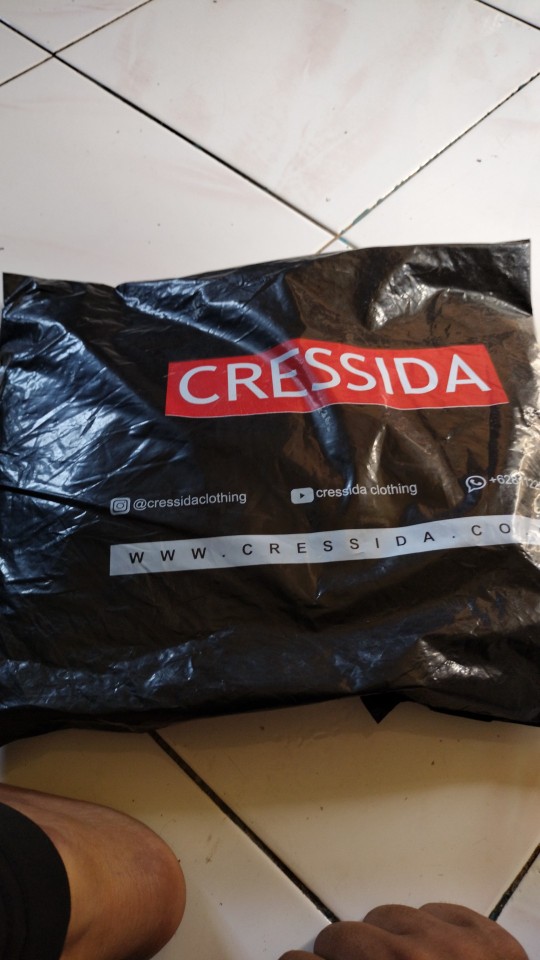 CRESSIDA
@cressidaclothing cressida clothing
WWW.CRESSIDA.CO